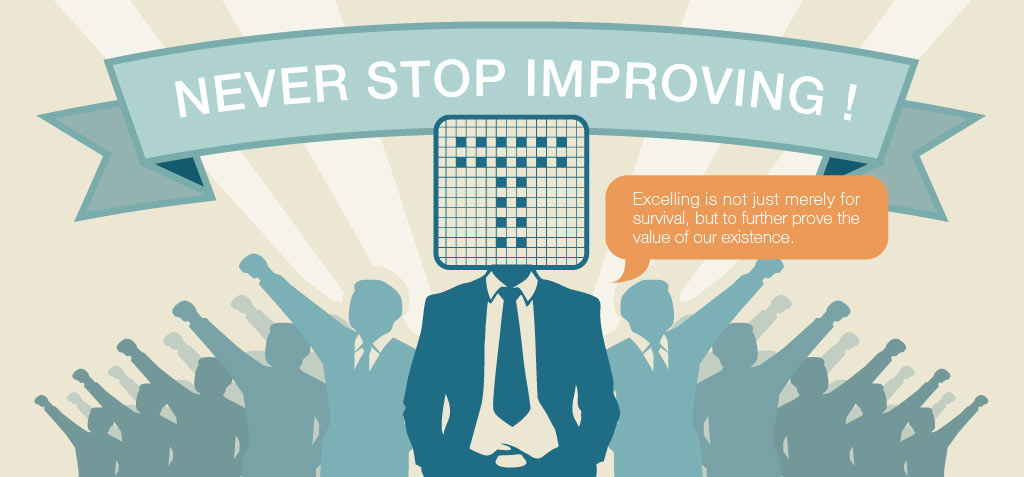 NEVER STOP IMPROVING !
Excelling is not just merely for
survival, but to further prove the
value of our existence.